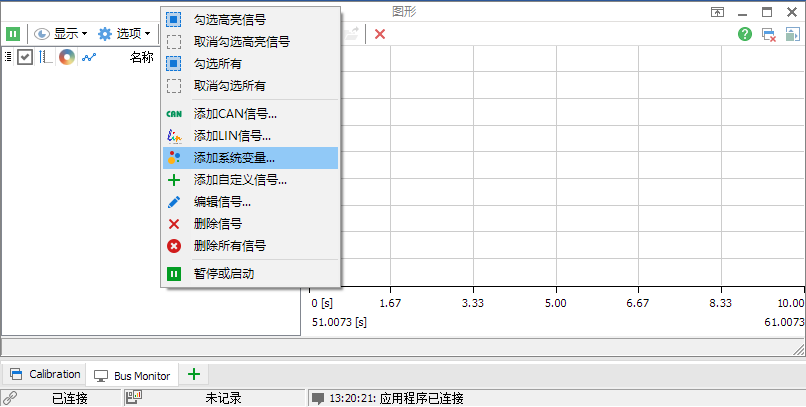 图形
显示
选项
名称
勾选高亮信号
取消勾选高亮信号
勾选所有
取消勾选所有
CAN 添加CAN信号...
lin 添加LIN信号...
添加系统变量...
添加自定义信号...
编辑信号...
删除信号
删除所有信号
暂停或启动
0 [s] 1.67 3.33 5.00 6.67 8.33 10.00
51.0073 [s] 61.0073
Calibration
Bus Monitor
已连接
未记录
13:20:21: 应用程序已连接